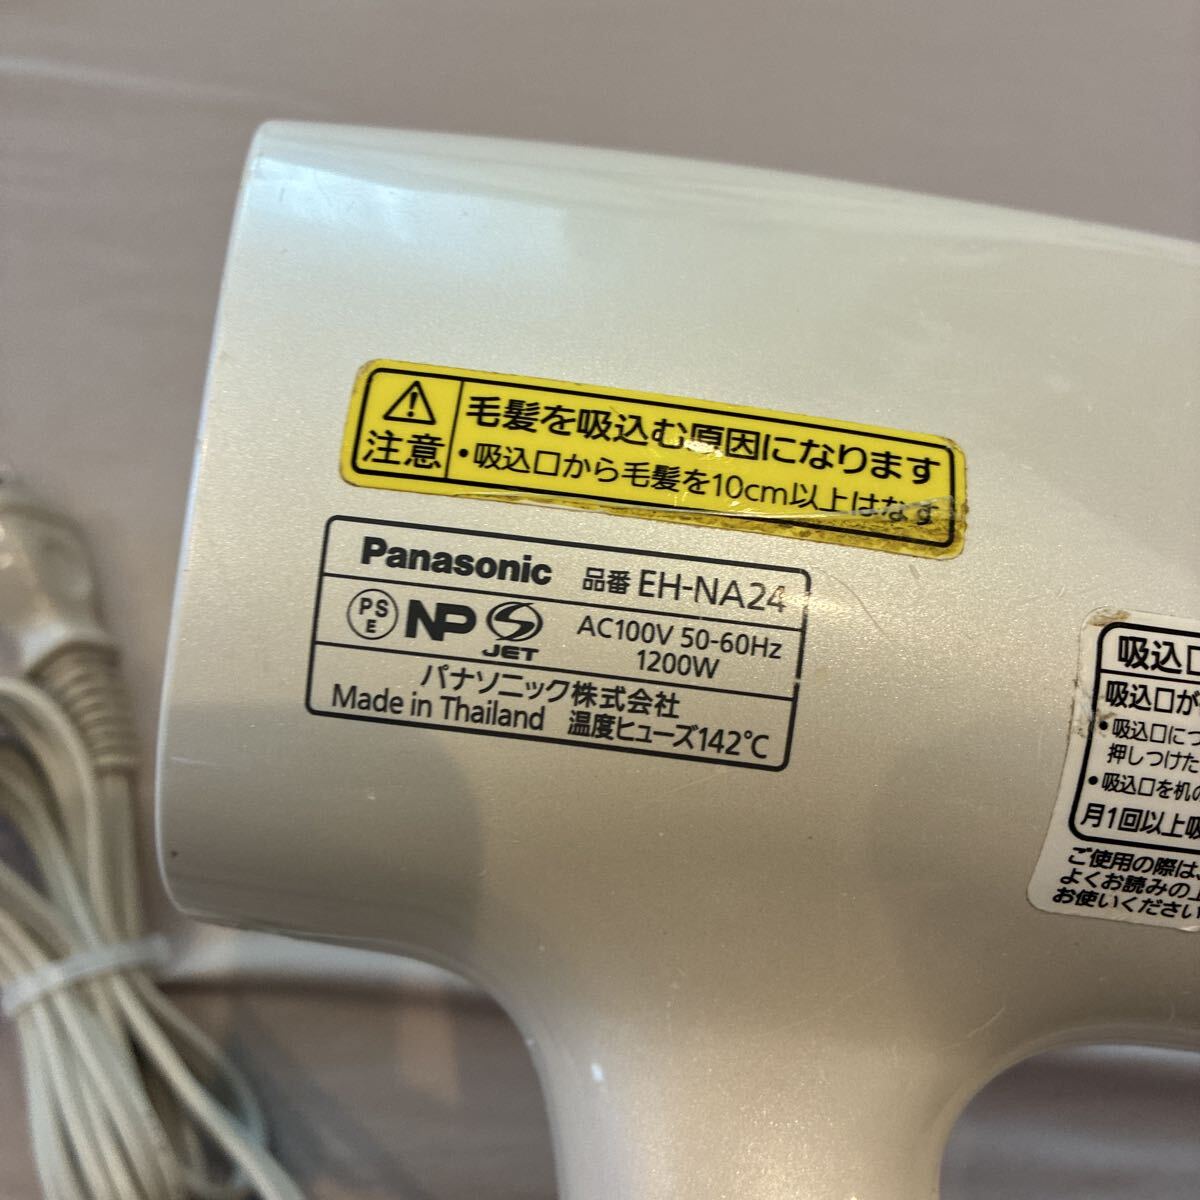 注意
毛髪を吸込む原因になります
・吸込口から毛髪を10cm以上はなす
Panasonic 品番 EH-NA24
PS E NP S JET
AC100V 50-60Hz
1200W
パナソニック株式会社
Made in Thailand 温度ヒューズ142℃
吸込口
吸込口が
・吸込口につ
押しつけた
・吸込口を机の
月1回以上吸
ご使用の際は、
よくお読みの上
お使いください